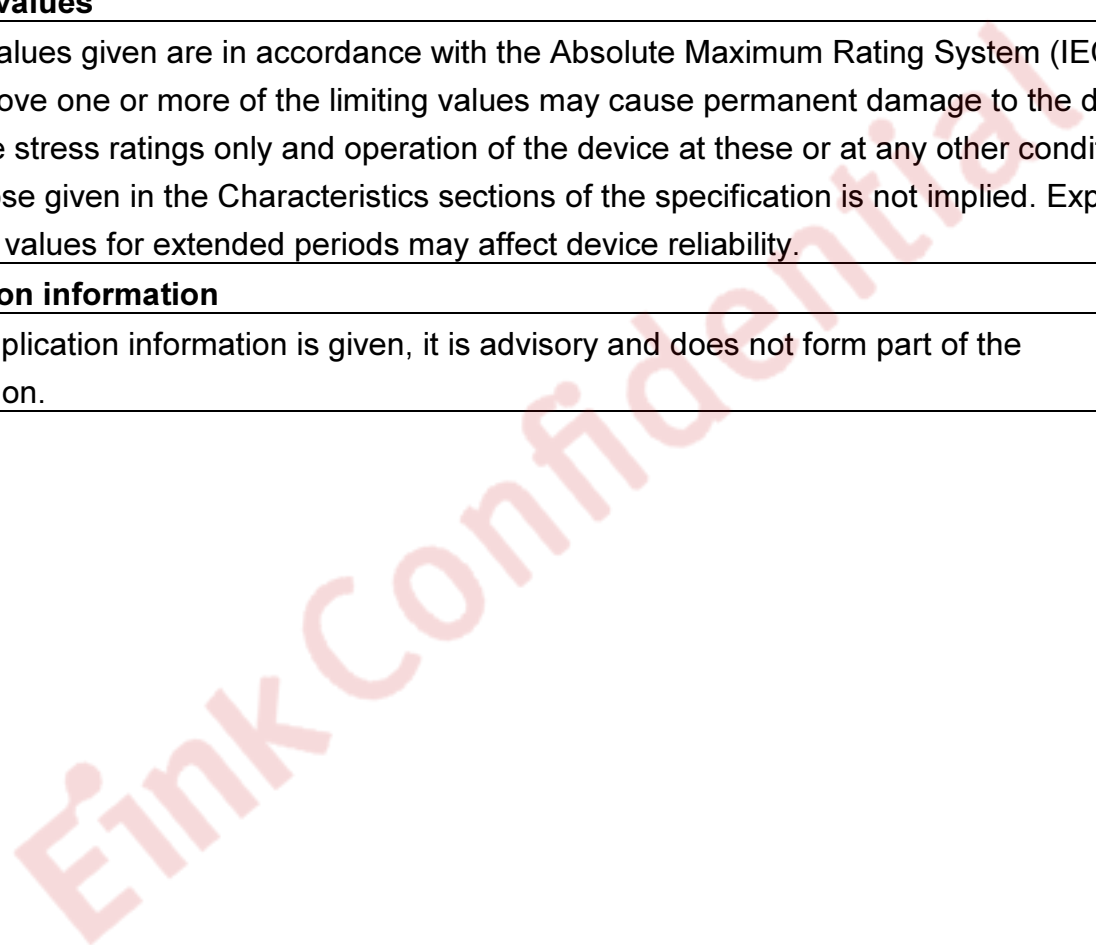 values
alues given are in accordance with the Absolute Maximum Rating System (IEC
ove one or more of the limiting values may cause permanent damage to the d
e stress ratings only and operation of the device at these or at any other condit
ose given in the Characteristics sections of the specification is not implied. Exp
values for extended periods may affect device reliability.
on information
plication information is given, it is advisory and does not form part of the
on.
Eink Confidential